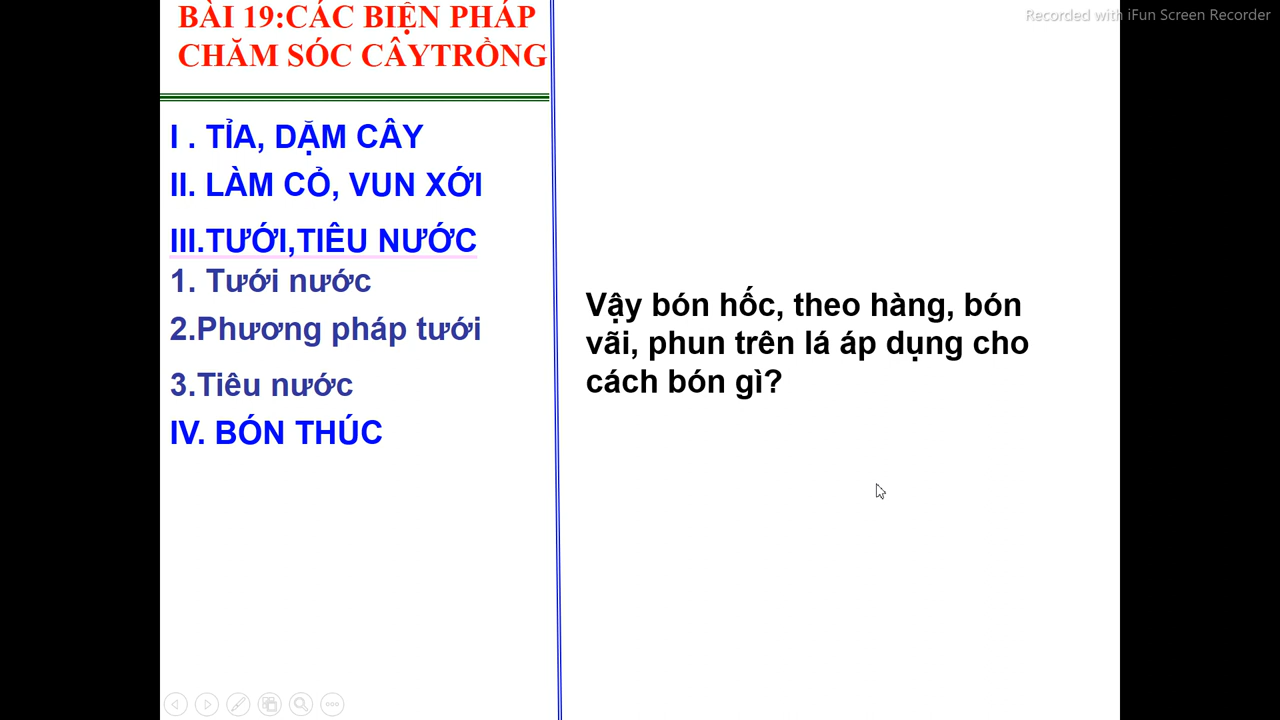 Recorded with iFun Screen Recorder
BÀI 19:CÁC BIỆN PHÁP
CHĂM SÓC CÂYTRỒNG
I . TỈA, DẶM CÂY
II. LÀM CỎ, VUN XỚI
III.TƯỚI,TIÊU NƯỚC
1. Tưới nước
2.Phương pháp tưới
3.Tiêu nước
IV. BÓN THÚC
Vậy bón hốc, theo hàng, bón
vãi, phun trên lá áp dụng cho
cách bón gì?